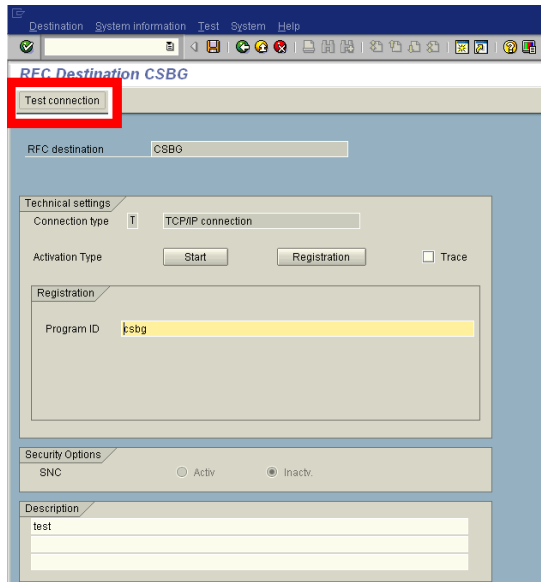 Destination System information Test System Help
RFC Destination CSBG
Test connection
RFC destination CSBG
Technical settings
Connection type T TCP/IP connection
Activation Type Start Registration Trace
Registration
Program ID csbg
Security Options
SNC Activ Inactv.
Description
test